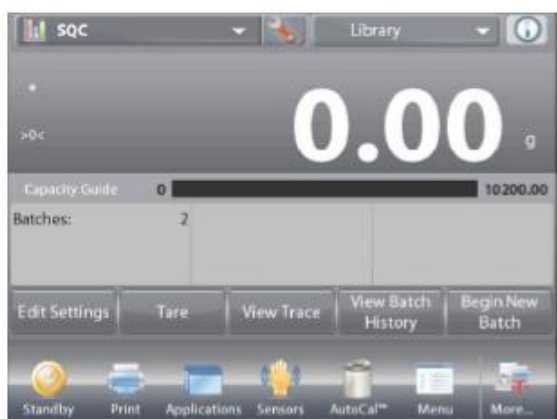 SQC Library
*
>0<
0.00 g
Capacity Guide 0 10200.00
Batches: 2
Edit Settings Tare View Trace View Batch History Begin New Batch
Standby Print Applications Sensors AutoCal™ Menu More...